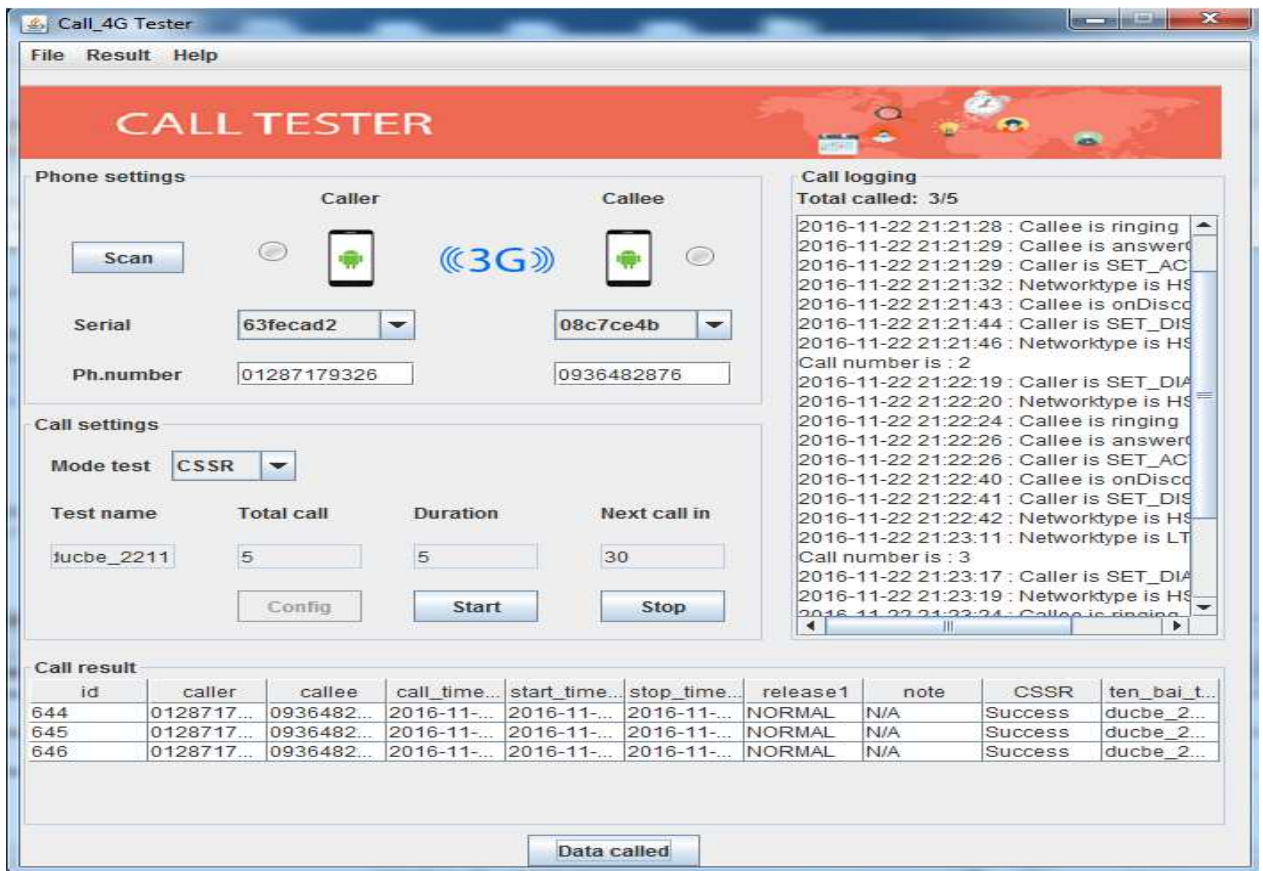 Call_4G Tester
File Result Help
CALL TESTER
Phone settings
Caller Callee
Scan
3G
Serial 63fecad2 08c7ce4b
Ph.number 01287179326 0936482876
Call settings
Mode test CSSR
Test name Total call Duration Next call in
ducbe_2211 5 5 30
Config Start Stop
Call logging
Total called: 3/5
2016-11-22 21:21:28 : Callee is ringing
2016-11-22 21:21:29 : Callee is answer
2016-11-22 21:21:29 : Caller is SET_AC
2016-11-22 21:21:32 : Networktype is HS
2016-11-22 21:21:43 : Callee is onDisco
2016-11-22 21:21:44 : Caller is SET_DIS
2016-11-22 21:21:46 : Networktype is HS
Call number is : 2
2016-11-22 21:22:19 : Caller is SET_DIA
2016-11-22 21:22:20 : Networktype is HS
2016-11-22 21:22:24 : Callee is ringing
2016-11-22 21:22:26 : Callee is answer
2016-11-22 21:22:26 : Caller is SET_AC
2016-11-22 21:22:40 : Callee is onDisco
2016-11-22 21:22:41 : Caller is SET_DIS
2016-11-22 21:22:42 : Networktype is HS
2016-11-22 21:23:11 : Networktype is LT
Call number is : 3
2016-11-22 21:23:17 : Caller is SET_DIA
2016-11-22 21:23:19 : Networktype is HS
2016-11-22 21:23:24 : Callee is ringing
Call result
id caller callee call_time... start_time... stop_time... release1 note CSSR ten_bai_t...
644 0128717... 0936482... 2016-11-... 2016-11-... 2016-11-... NORMAL N/A Success ducbe_2...
645 0128717... 0936482... 2016-11-... 2016-11-... 2016-11-... NORMAL N/A Success ducbe_2...
646 0128717... 0936482... 2016-11-... 2016-11-... 2016-11-... NORMAL N/A Success ducbe_2...
Data called